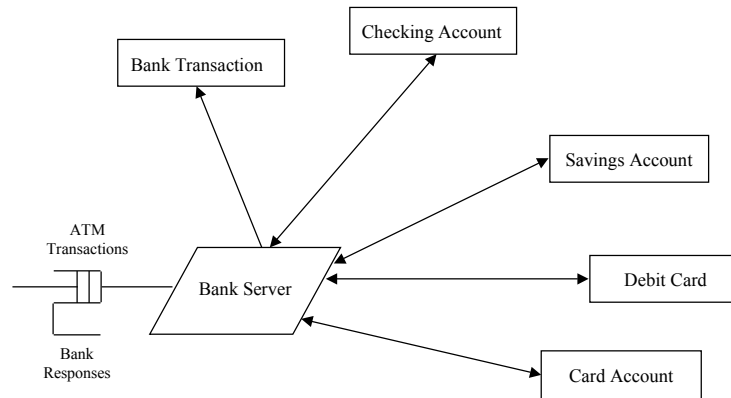 Checking Account
Bank Transaction
Savings Account
ATM
Transactions
Bank Server
Debit Card
Bank
Responses
Card Account